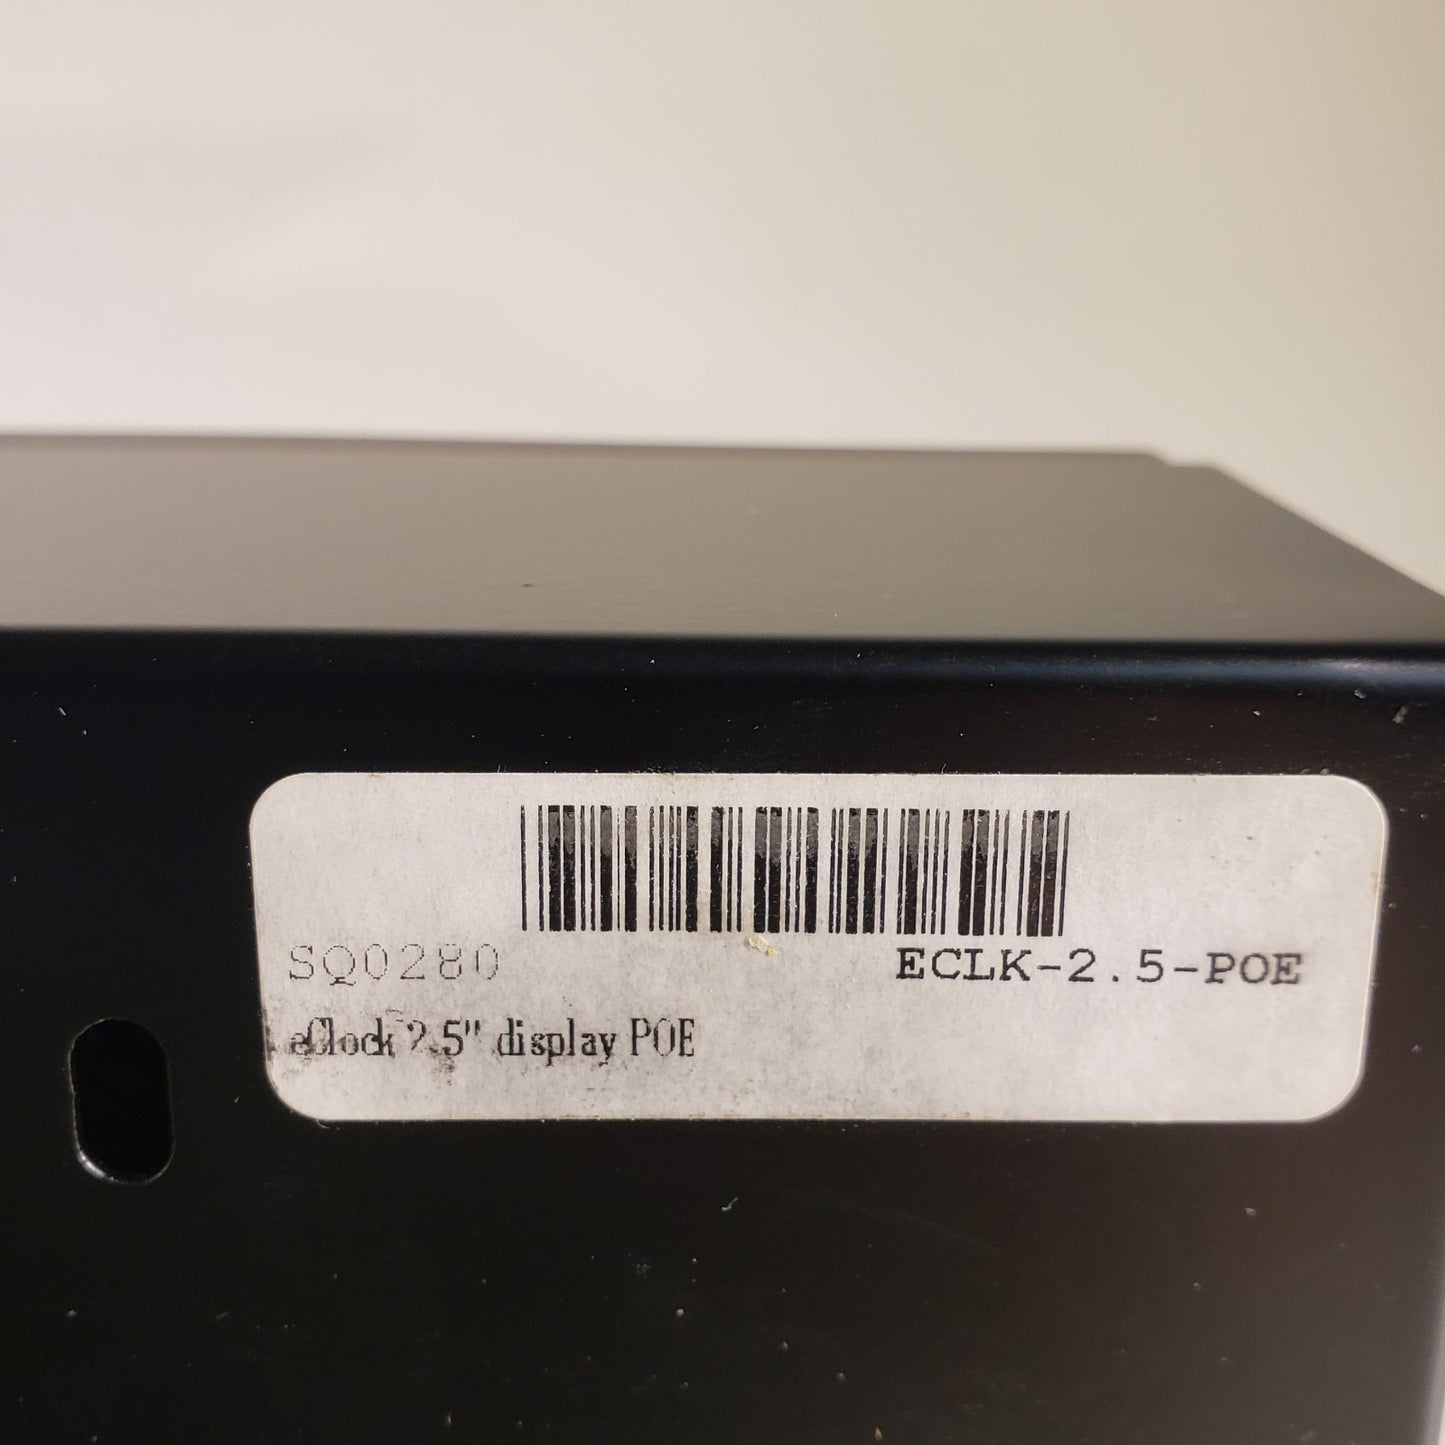 SQ0280 ECLK-2.5-POE
eClock 2.5" display POE